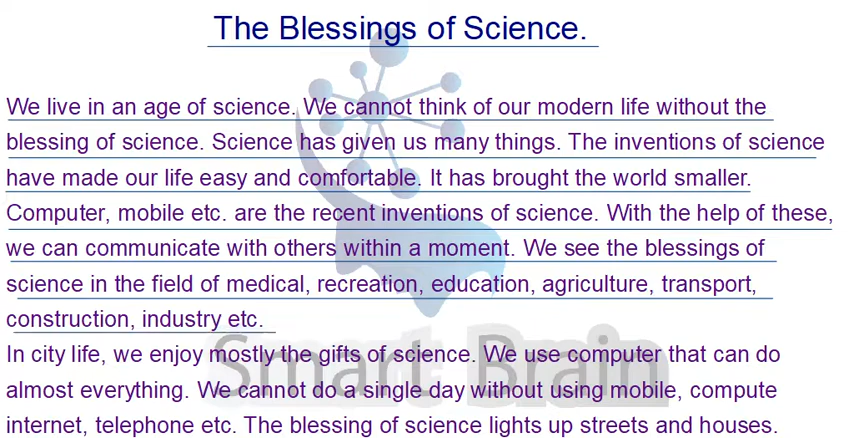 The Blessings of Science.
We live in an age of science. We cannot think of our modern life without the
blessing of science. Science has given us many things. The inventions of science
have made our life easy and comfortable. It has brought the world smaller.
Computer, mobile etc. are the recent inventions of science. With the help of these,
we can communicate with others within a moment. We see the blessings of
science in the field of medical, recreation, education, agriculture, transport,
construction, industry etc.
In city life, we enjoy mostly the gifts of science. We use computer that can do
almost everything. We cannot do a single day without using mobile, compute
internet, telephone etc. The blessing of science lights up streets and houses.
Smart Brain